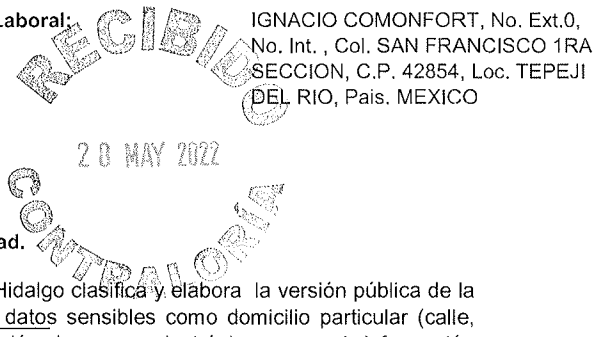 Laboral:
IGNACIO COMONFORT, No. Ext.0,
No. Int. , Col. SAN FRANCISCO 1RA
SECCION, C.P. 42854, Loc. TEPEJI
DEL RIO, Pais. MEXICO
RECIBIDO
28 MAY 2022
CONTRALORÍA
ad.
Hidalgo clasifica y elabora la versión pública de la
datos sensibles como domicilio particular (calle,